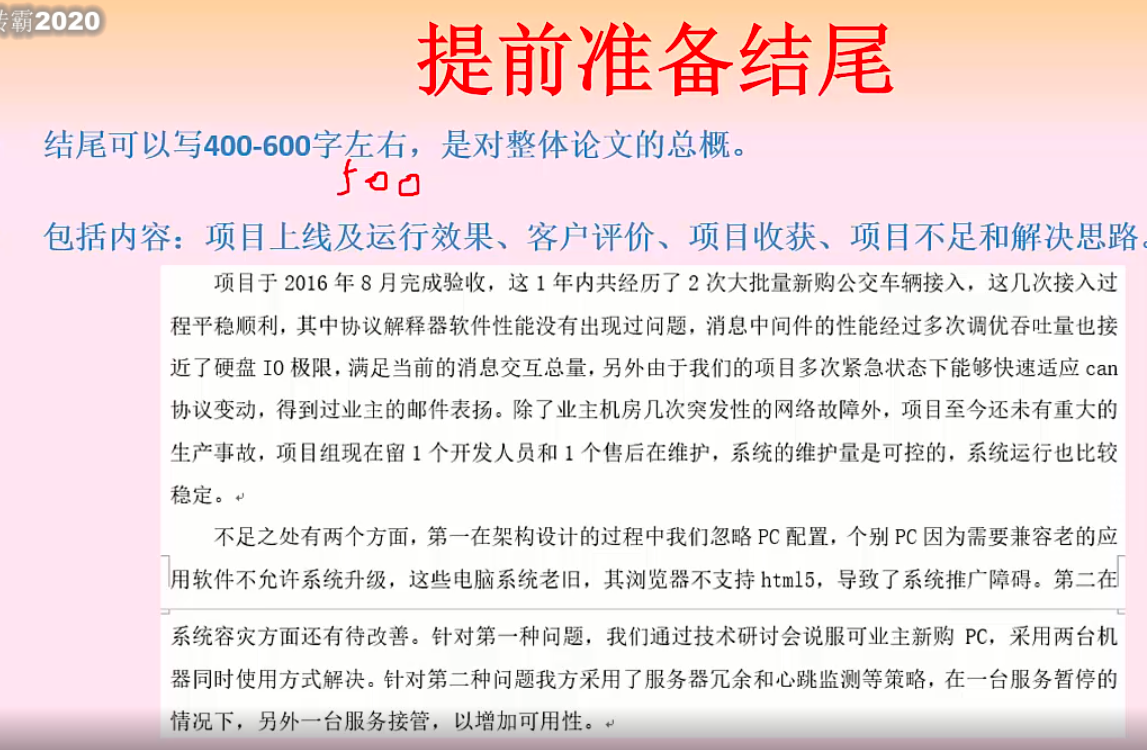 霸2020
提前准备结尾
结尾可以写400-600字左右，是对整体论文的总概。
500
包括内容：项目上线及运行效果、客户评价、项目收获、项目不足和解决思路。
项目于 2016 年 8 月完成验收，这 1 年内共经历了 2 次大批量新购公交车辆接入，这几次接入过
程平稳顺利，其中协议解释器软件性能没有出现过问题，消息中间件的性能经过多次调优吞吐量也接
近了硬盘 IO 极限，满足当前的消息交互总量，另外由于我们的项目多次紧急状态下能够快速适应 can
协议变动，得到过业主的邮件表扬。除了业主机房几次突发性的网络故障外，项目至今还未有重大的
生产事故，项目组现在留 1 个开发人员和 1 个售后在维护，系统的维护量是可控的，系统运行也比较
稳定。
不足之处有两个方面，第一在架构设计的过程中我们忽略 PC 配置，个别 PC 因为需要兼容老的应
用软件不允许系统升级，这些电脑系统老旧，其浏览器不支持 html5，导致了系统推广障碍。第二在
系统容灾方面还有待改善。针对第一种问题，我们通过技术研讨会说服可业主新购 PC，采用两台机
器同时使用方式解决。针对第二种问题我方采用了服务器冗余和心跳监测等策略，在一台服务暂停的
情况下，另外一台服务接管，以增加可用性。